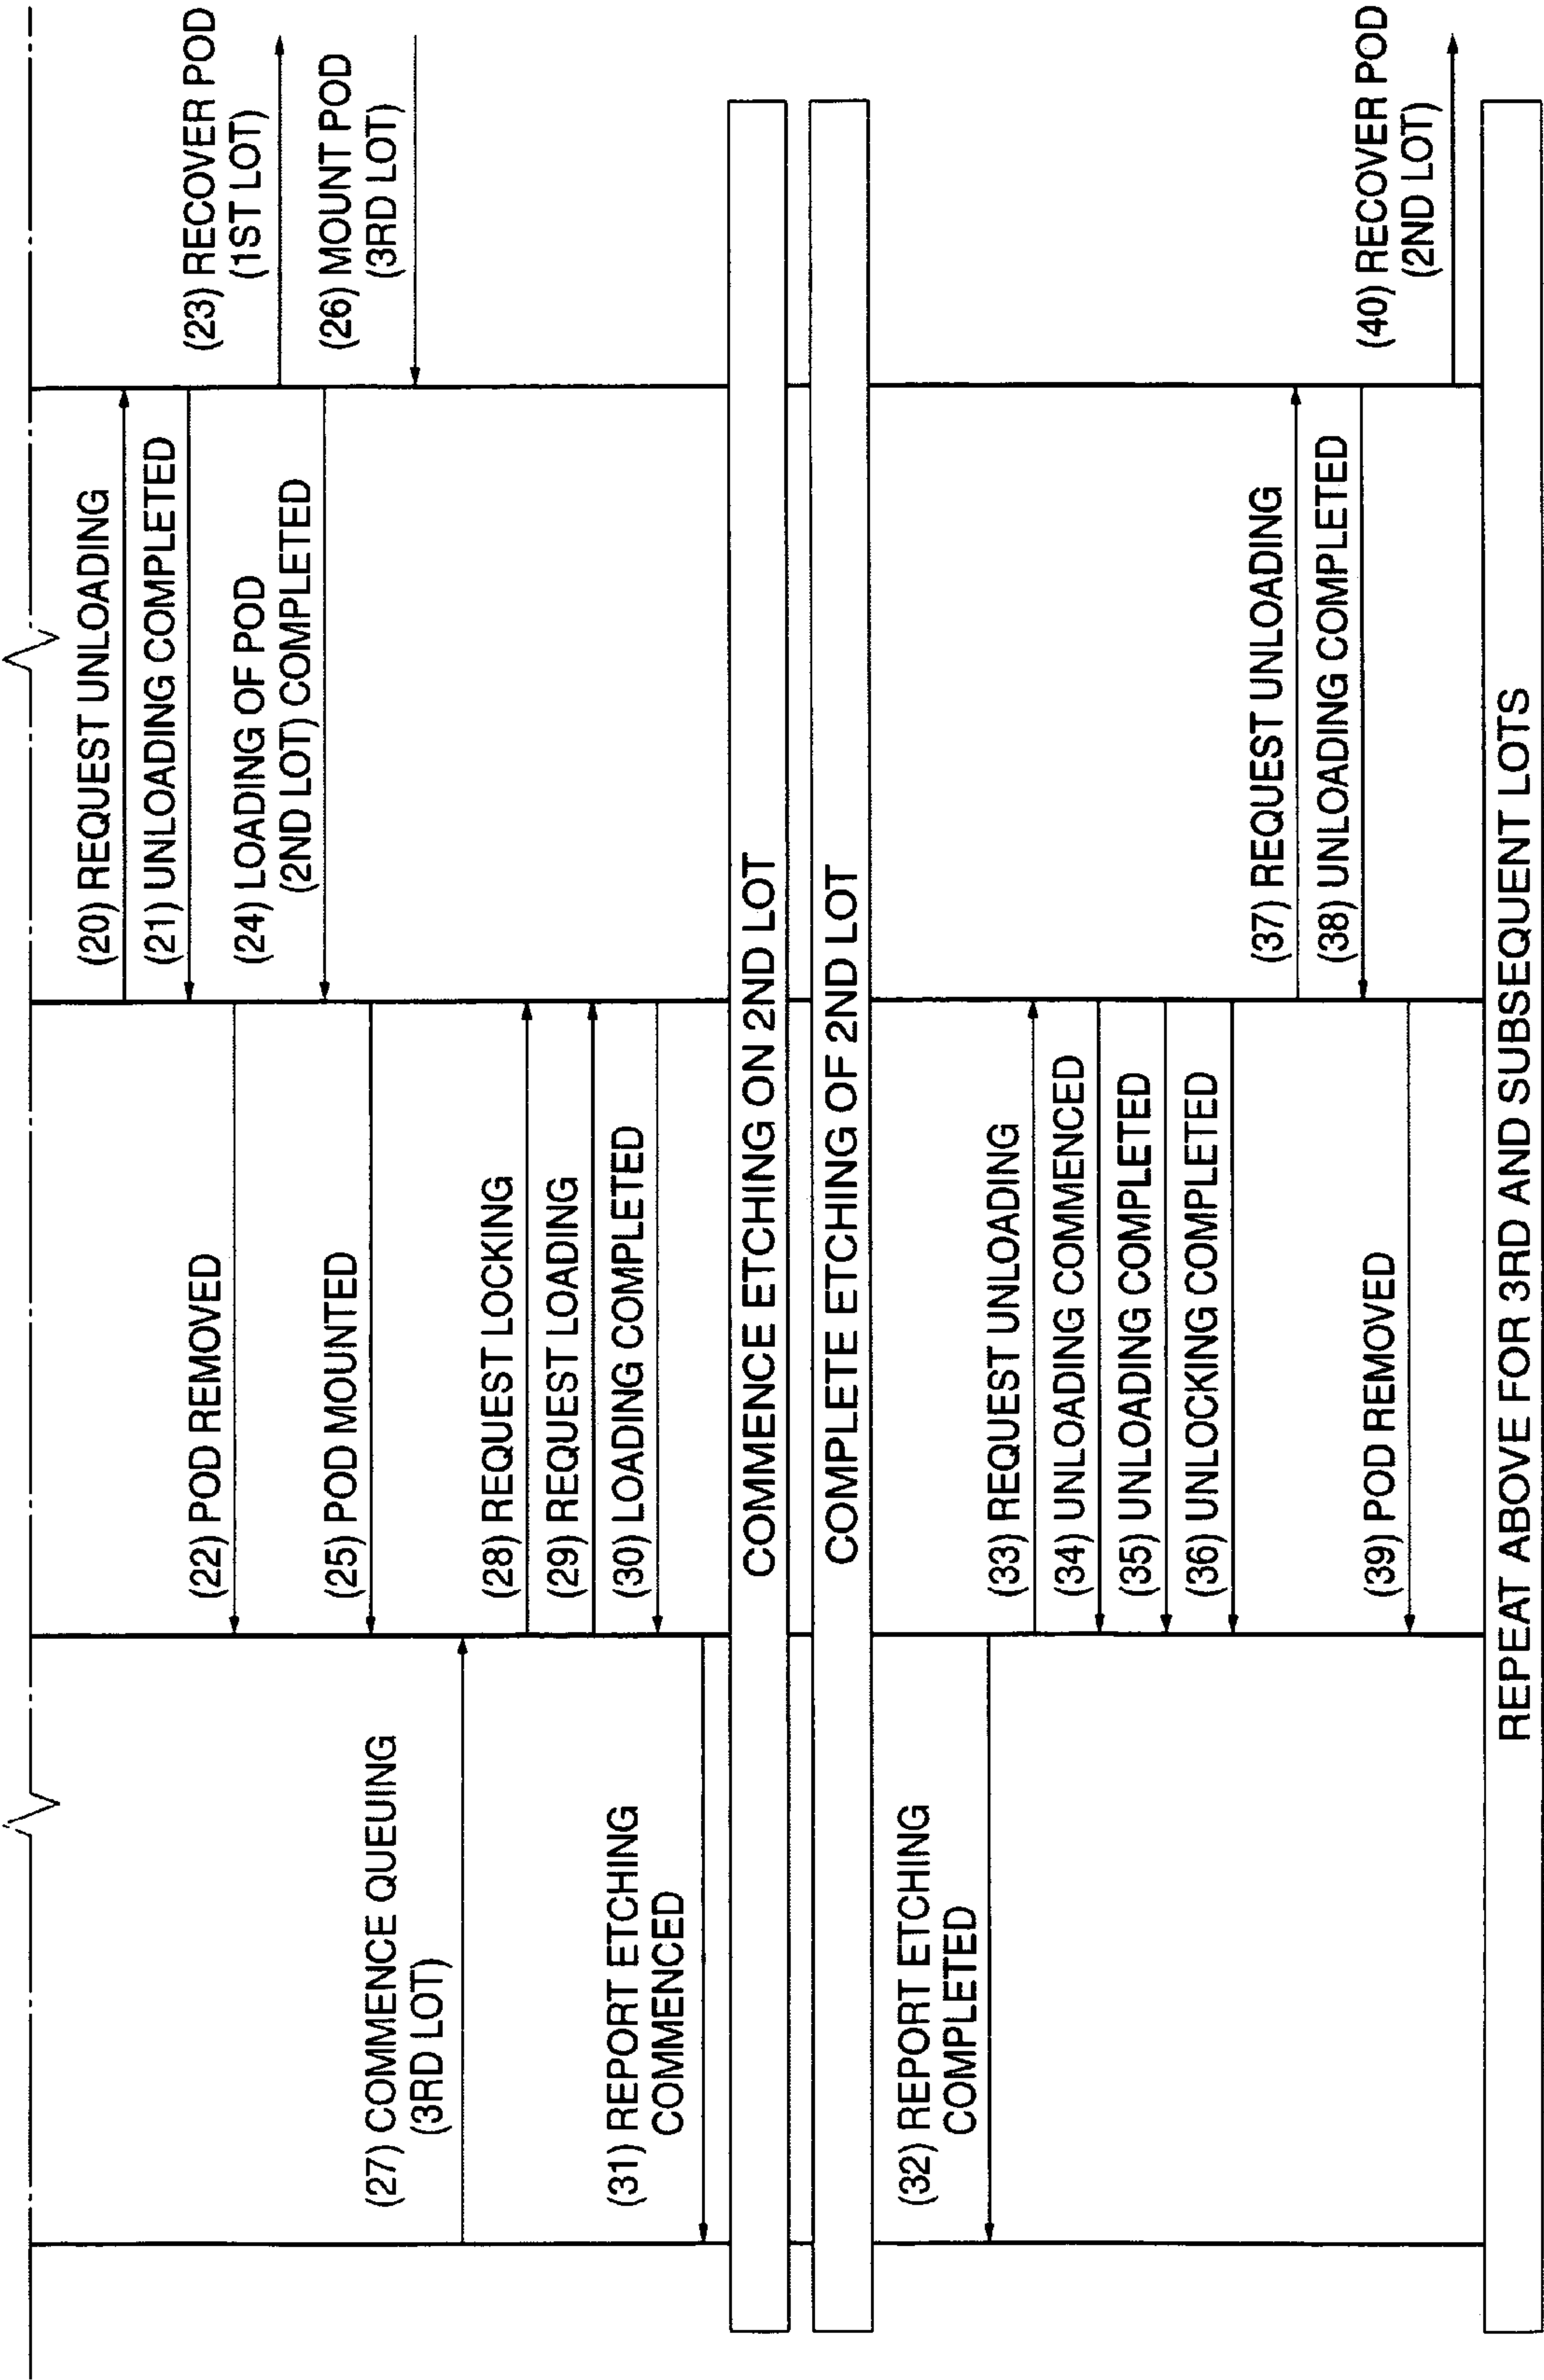 (20) REQUEST UNLOADING
(21) UNLOADING COMPLETED
(22) POD REMOVED
(23) RECOVER POD
(1ST LOT)
(24) LOADING OF POD
(2ND LOT) COMPLETED
(25) POD MOUNTED
(26) MOUNT POD
(3RD LOT)
(27) COMMENCE QUEUING
(3RD LOT)
(28) REQUEST LOCKING
(29) REQUEST LOADING
(30) LOADING COMPLETED
(31) REPORT ETCHING
COMMENCED
COMMENCE ETCHING ON 2ND LOT
COMPLETE ETCHING OF 2ND LOT
(32) REPORT ETCHING
COMPLETED
(33) REQUEST UNLOADING
(34) UNLOADING COMMENCED
(35) UNLOADING COMPLETED
(36) UNLOCKING COMPLETED
(37) REQUEST UNLOADING
(38) UNLOADING COMPLETED
(39) POD REMOVED
(40) RECOVER POD
(2ND LOT)
REPEAT ABOVE FOR 3RD AND SUBSEQUENT LOTS